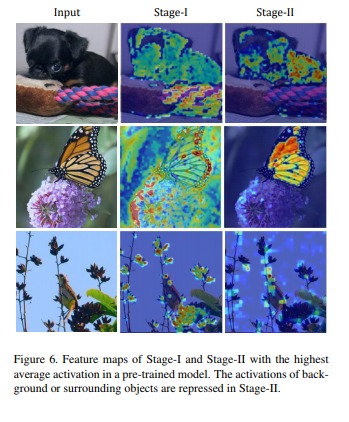 Input Stage-I Stage-II
Figure 6. Feature maps of Stage-I and Stage-II with the highest
average activation in a pre-trained model. The activations of back-
ground or surrounding objects are repressed in Stage-II.